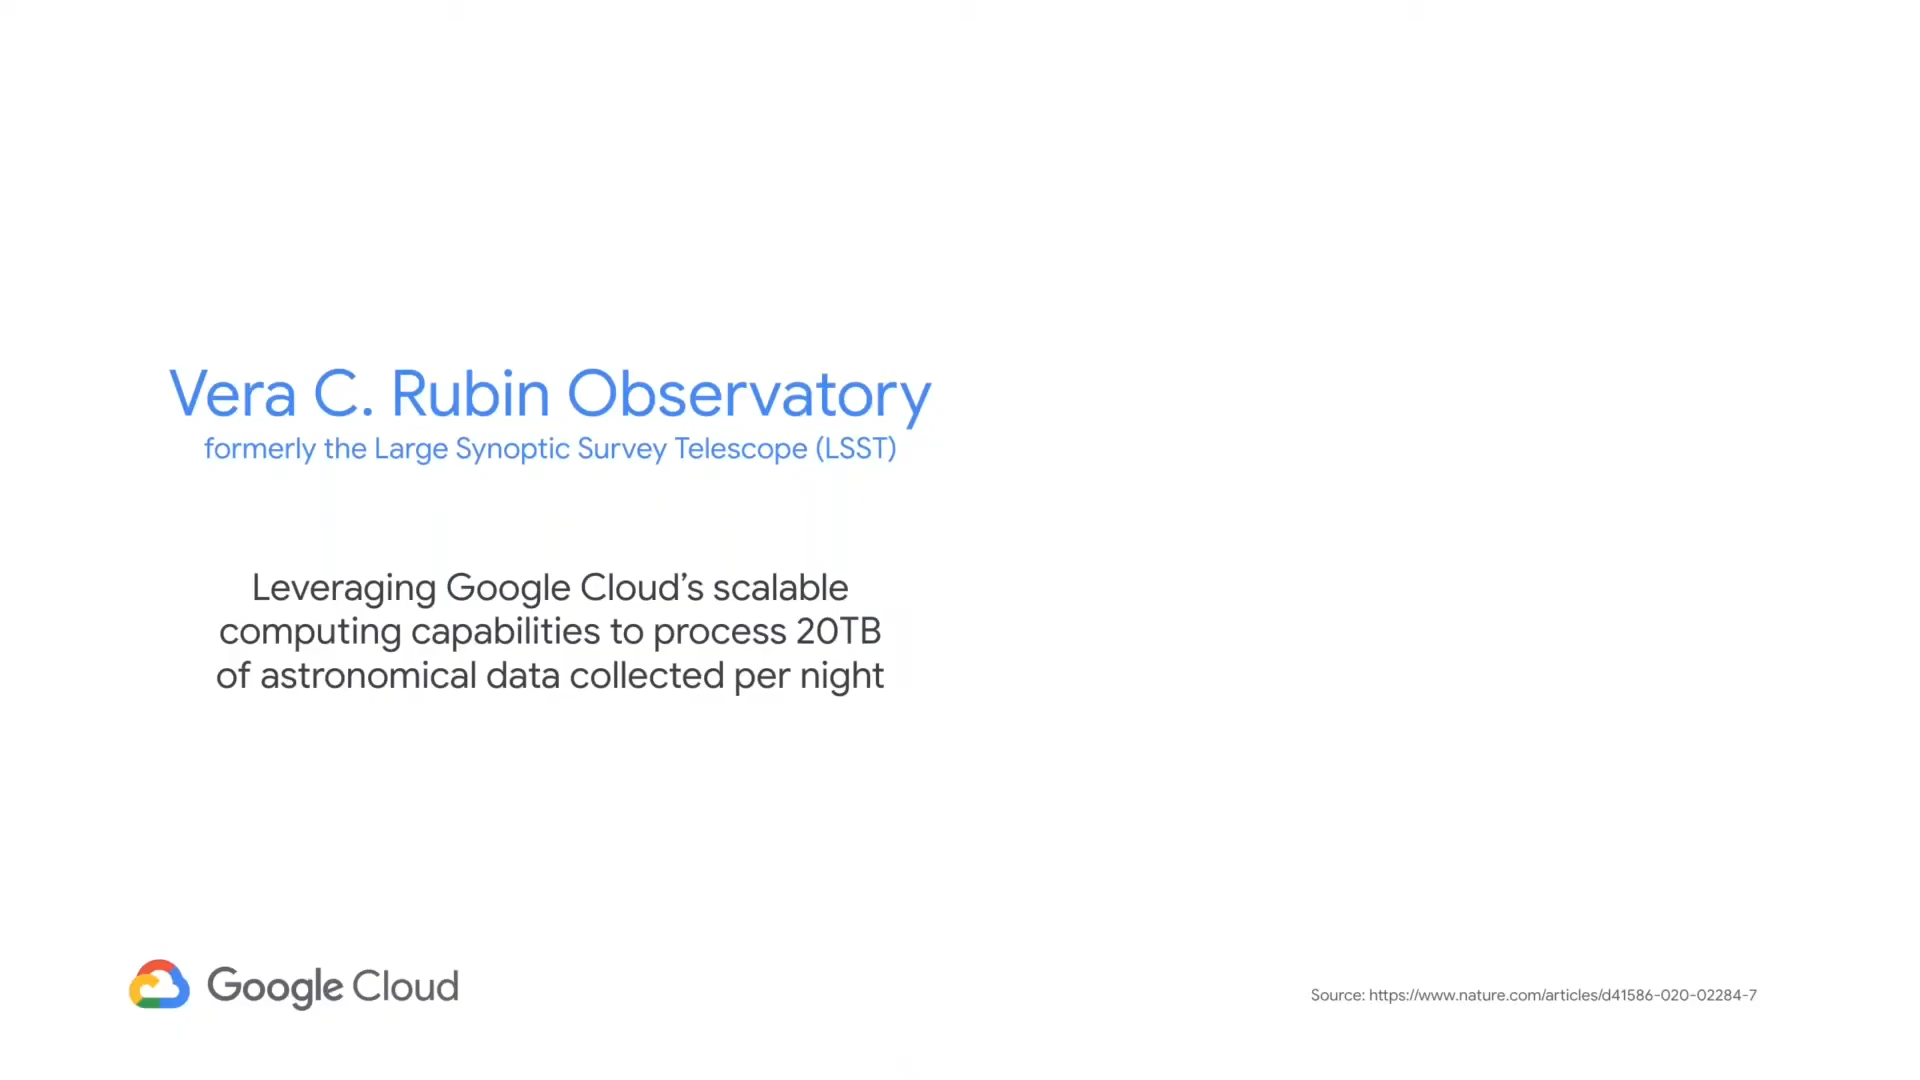 Vera C. Rubin Observatory
formerly the Large Synoptic Survey Telescope (LSST)
Leveraging Google Cloud’s scalable
computing capabilities to process 20TB
of astronomical data collected per night
Google Cloud
Source: https://www.nature.com/articles/d41586-020-02284-7